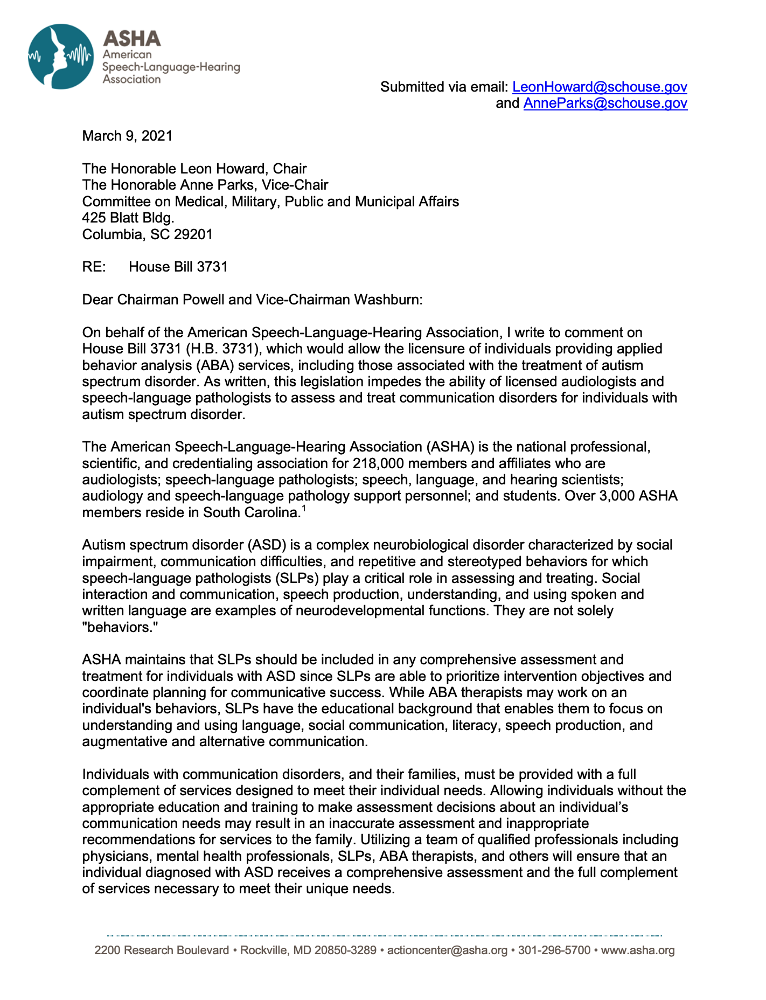 ASHA
American
Speech-Language-Hearing
Association
Submitted via email: LeonHoward@schouse.gov
and AnneParks@schouse.gov
March 9, 2021
The Honorable Leon Howard, Chair
The Honorable Anne Parks, Vice-Chair
Committee on Medical, Military, Public and Municipal Affairs
425 Blatt Bldg.
Columbia, SC 29201
RE: House Bill 3731
Dear Chairman Powell and Vice-Chairman Washburn:
On behalf of the American Speech-Language-Hearing Association, I write to comment on
House Bill 3731 (H.B. 3731), which would allow the licensure of individuals providing applied
behavior analysis (ABA) services, including those associated with the treatment of autism
spectrum disorder. As written, this legislation impedes the ability of licensed audiologists and
speech-language pathologists to assess and treat communication disorders for individuals with
autism spectrum disorder.
The American Speech-Language-Hearing Association (ASHA) is the national professional,
scientific, and credentialing association for 218,000 members and affiliates who are
audiologists; speech-language pathologists; speech, language, and hearing scientists;
audiology and speech-language pathology support personnel; and students. Over 3,000 ASHA
members reside in South Carolina.1
Autism spectrum disorder (ASD) is a complex neurobiological disorder characterized by social
impairment, communication difficulties, and repetitive and stereotyped behaviors for which
speech-language pathologists (SLPs) play a critical role in assessing and treating. Social
interaction and communication, speech production, understanding, and using spoken and
written language are examples of neurodevelopmental functions. They are not solely
"behaviors."
ASHA maintains that SLPs should be included in any comprehensive assessment and
treatment for individuals with ASD since SLPs are able to prioritize intervention objectives and
coordinate planning for communicative success. While ABA therapists may work on an
individual's behaviors, SLPs have the educational background that enables them to focus on
understanding and using language, social communication, literacy, speech production, and
augmentative and alternative communication.
Individuals with communication disorders, and their families, must be provided with a full
complement of services designed to meet their individual needs. Allowing individuals without the
appropriate education and training to make assessment decisions about an individual’s
communication needs may result in an inaccurate assessment and inappropriate
recommendations for services to the family. Utilizing a team of qualified professionals including
physicians, mental health professionals, SLPs, ABA therapists, and others will ensure that an
individual diagnosed with ASD receives a comprehensive assessment and the full complement
of services necessary to meet their unique needs.
2200 Research Boulevard • Rockville, MD 20850-3289 • actioncenter@asha.org • 301-296-5700 • www.asha.org